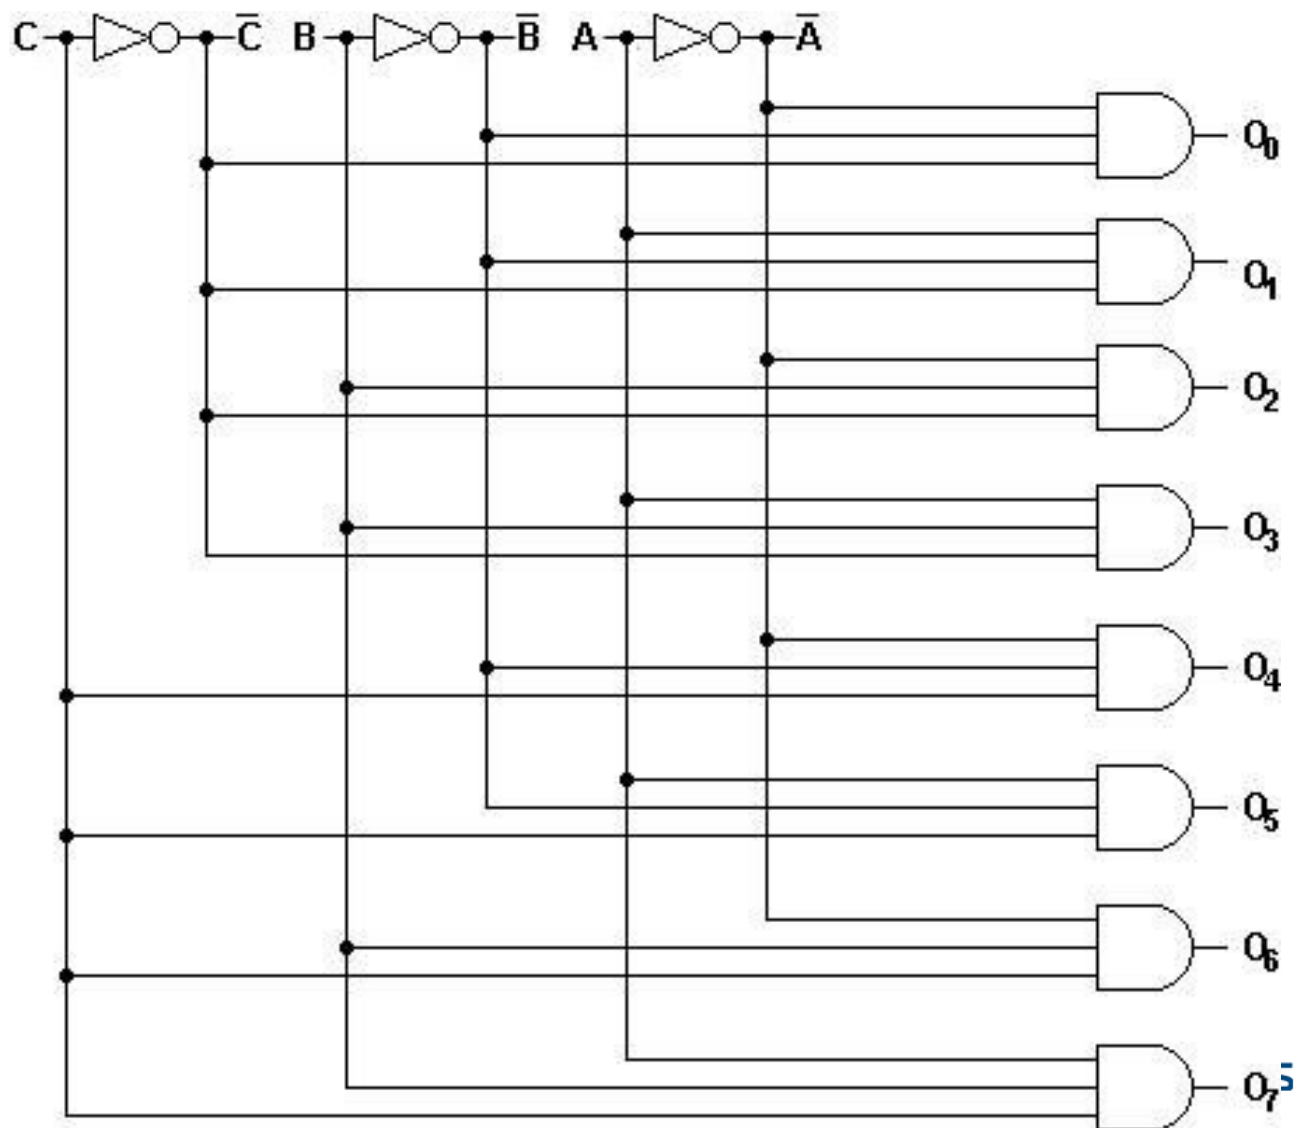 C C̅ B B̅ A A̅
O₀
O₁
O₂
O₃
O₄
O₅
O₆
O₇ s